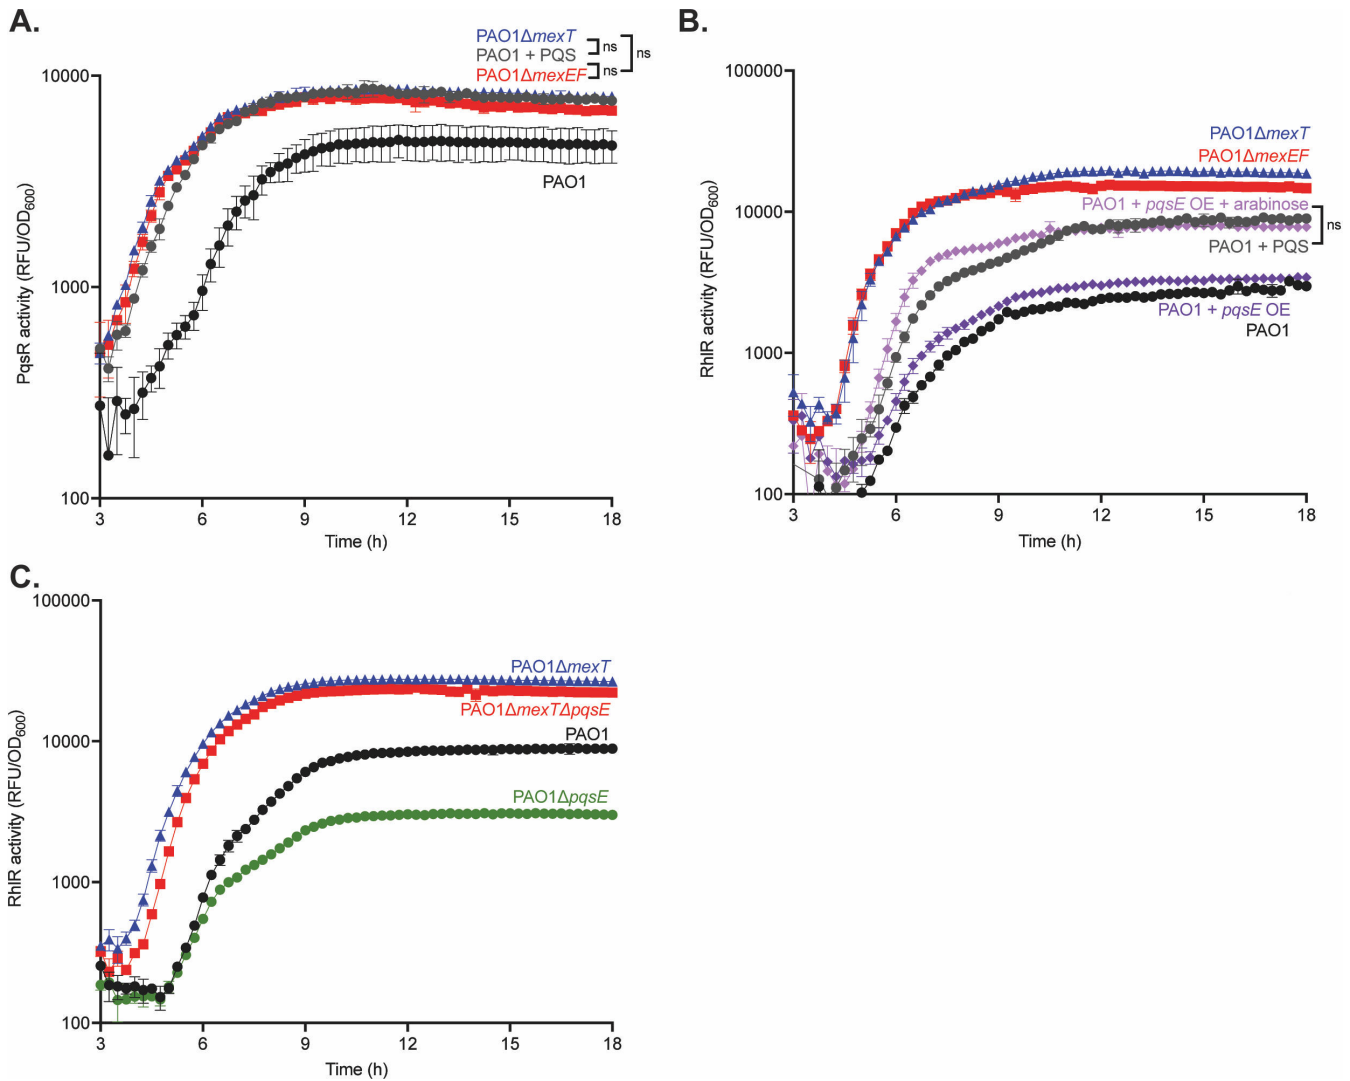 A.
PAO1ΔmexT
PAO1 + PQS
PAO1ΔmexEF
ns
ns
ns
10000
1000
100
PqsR activity (RFU/OD600)
PAO1
3 6 9 12 15 18
Time (h)
B.
100000
10000
1000
100
RhlR activity (RFU/OD600)
PAO1ΔmexT
PAO1ΔmexEF
PAO1 + pqsE OE + arabinose
ns
PAO1 + PQS
PAO1 + pqsE OE
PAO1
3 6 9 12 15 18
Time (h)
C.
100000
10000
1000
100
RhlR activity (RFU/OD600)
PAO1ΔmexT
PAO1ΔmexTΔpqsE
PAO1
PAO1ΔpqsE
3 6 9 12 15 18
Time (h)